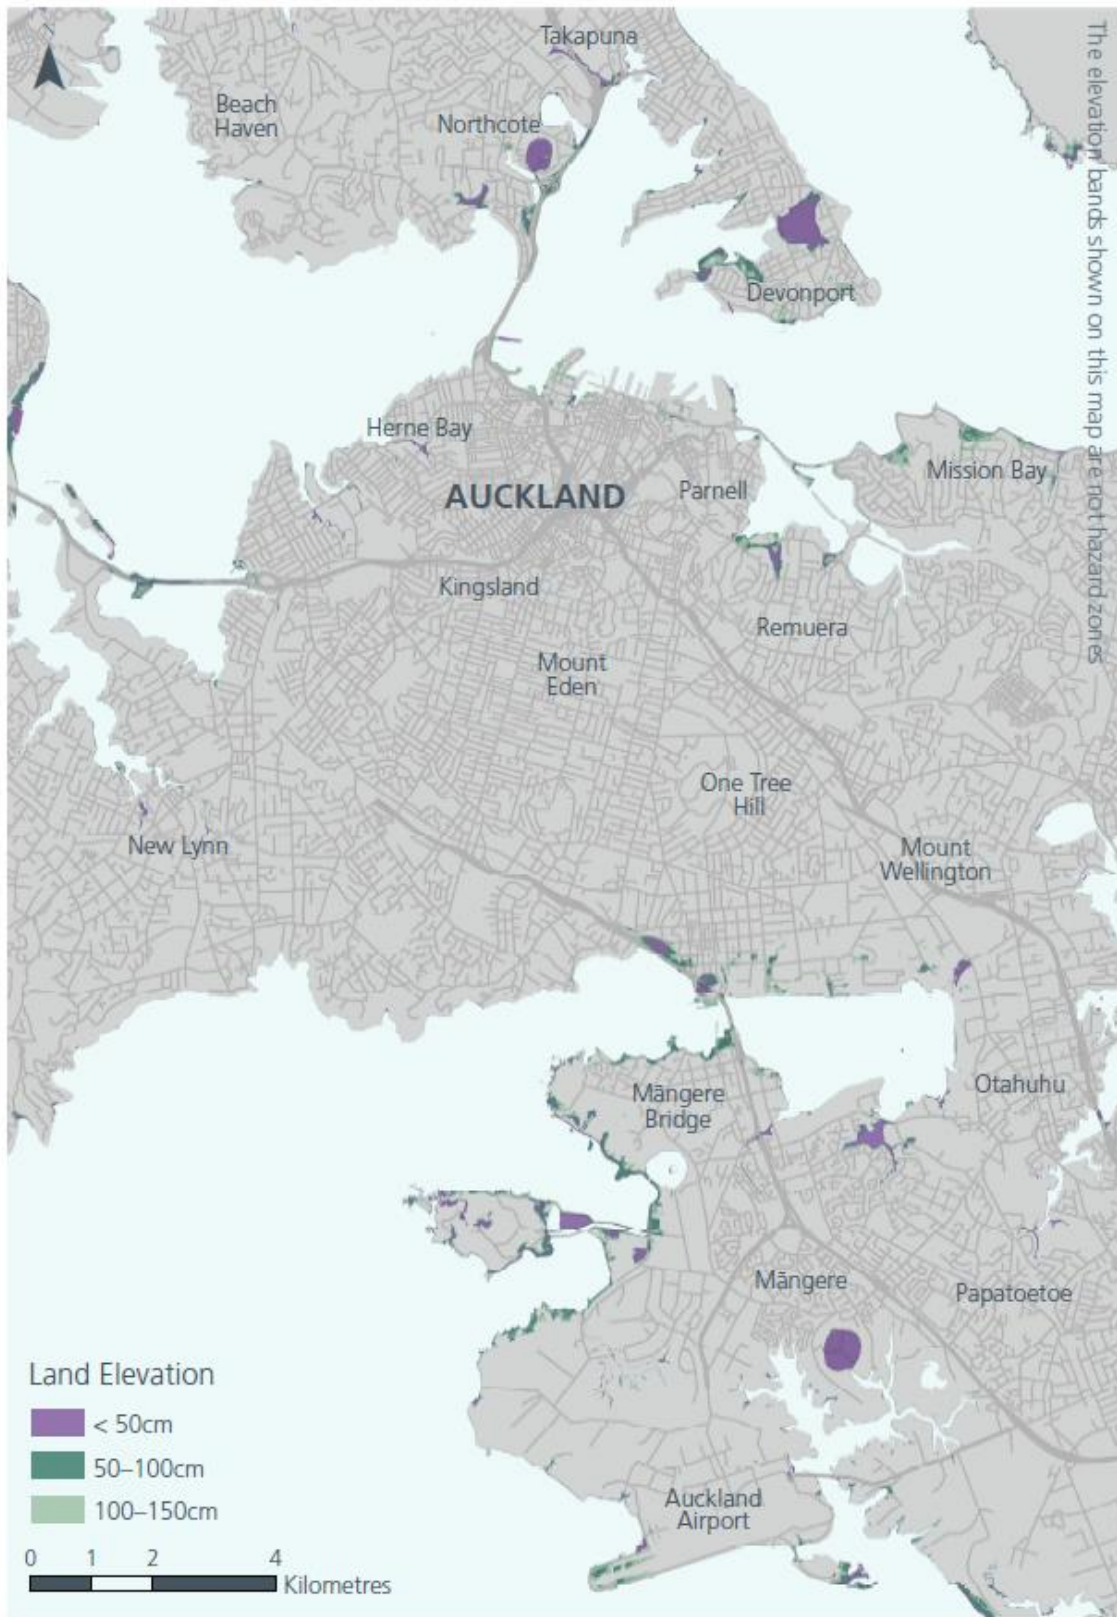 Takapuna
Beach
Haven
Northcote
Devonport
The elevation bands shown on this map are not hazard zones
Herne Bay
Mission Bay
AUCKLAND
Parnell
Kingsland
Remuera
Mount
Eden
One Tree
Hill
New Lynn
Mount
Wellington
Otahuhu
Māngere
Bridge
Māngere
Papatoetoe
Auckland
Airport
Land Elevation
< 50cm
50–100cm
100–150cm
0 1 2 4
Kilometres